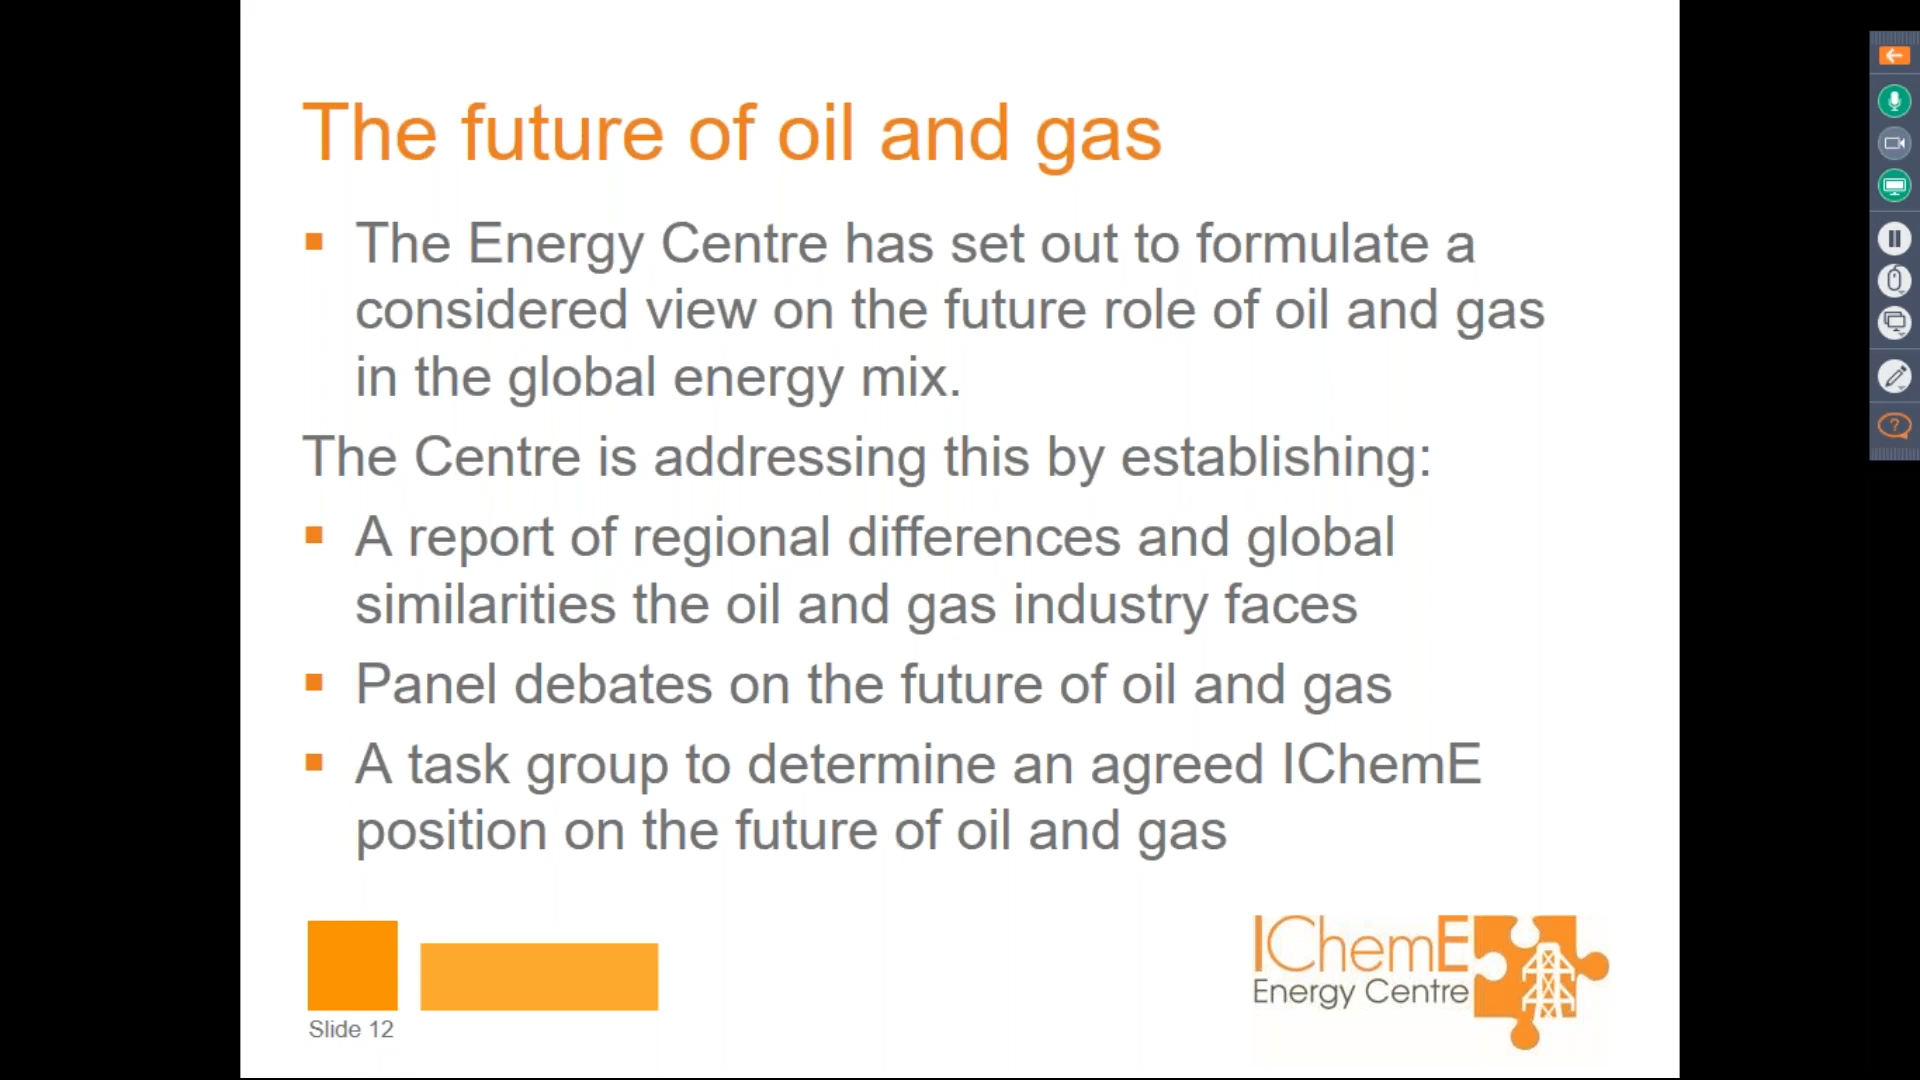 The future of oil and gas
▪ The Energy Centre has set out to formulate a
considered view on the future role of oil and gas
in the global energy mix.
The Centre is addressing this by establishing:
▪ A report of regional differences and global
similarities the oil and gas industry faces
▪ Panel debates on the future of oil and gas
▪ A task group to determine an agreed IChemE
position on the future of oil and gas
IChemE
Energy Centre
Slide 12
?